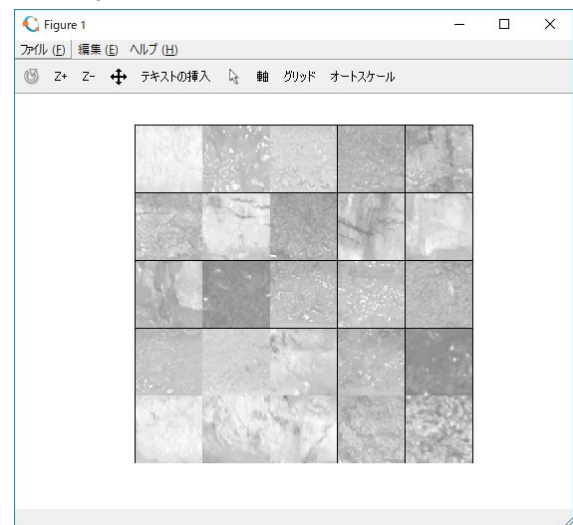 Figure 1
ファイル (F) 編集 (E) ヘルプ (H)
Z+ Z- テキストの挿入 軸 グリッド オートスケール